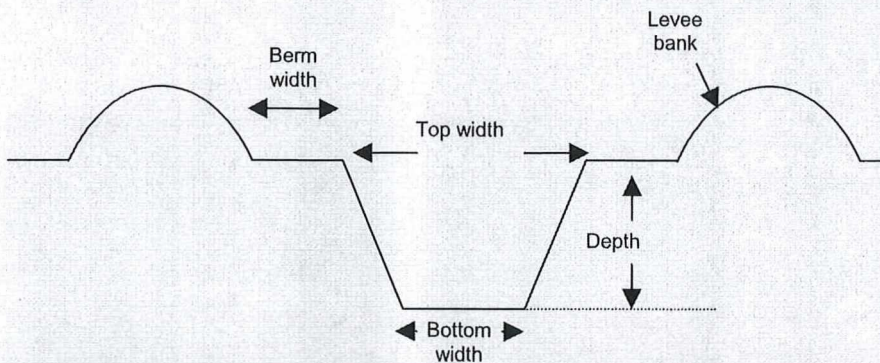 Levee
bank
Berm
width
Top width
Depth
Bottom
width